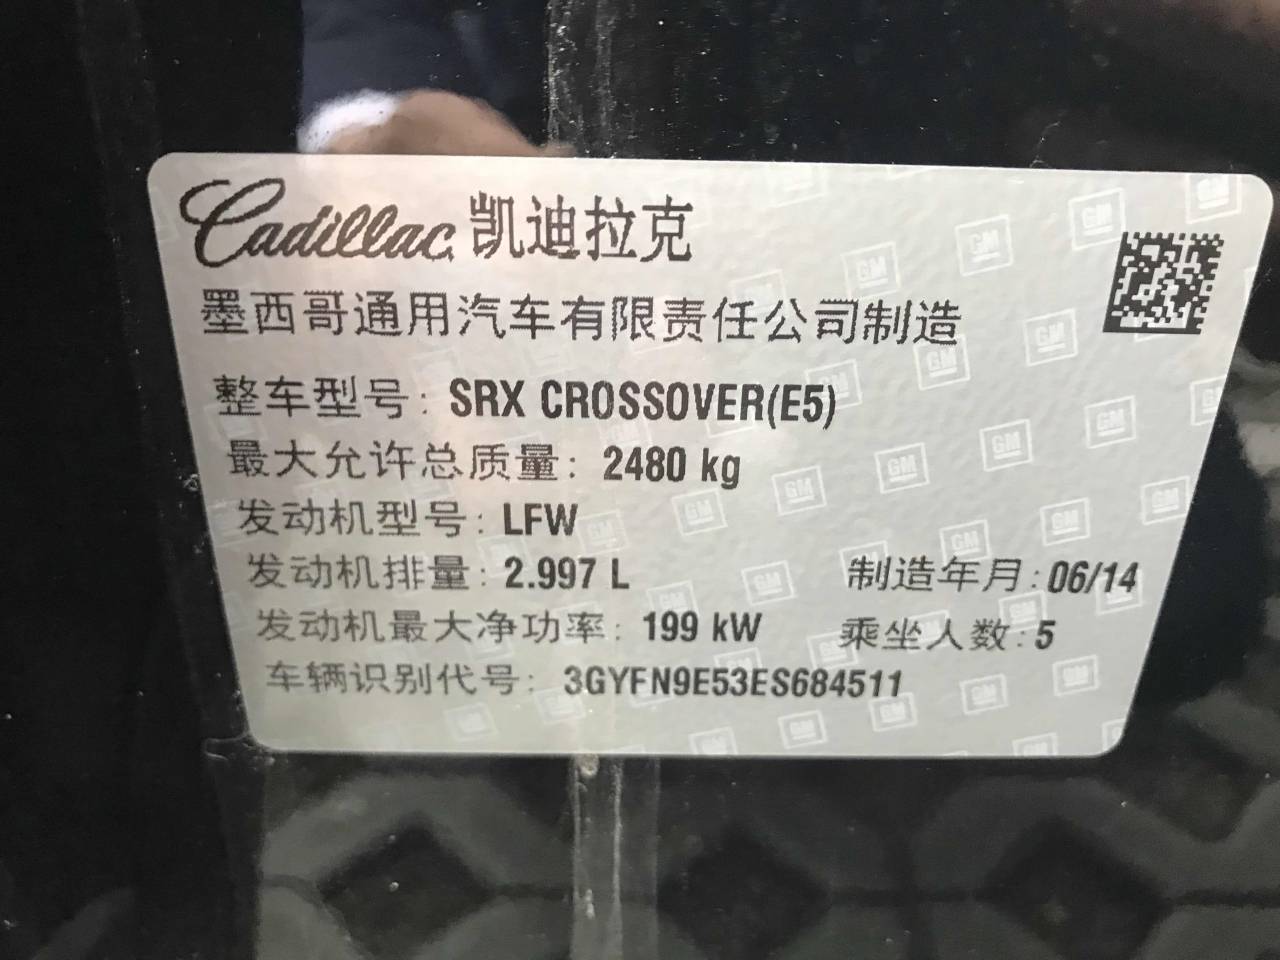 Cadillac 凯迪拉克
墨西哥通用汽车有限责任公司制造
整车型号: SRX CROSSOVER(E5)
最大允许总质量: 2480 kg
发动机型号: LFW
发动机排量: 2.997 L 制造年月: 06/14
发动机最大净功率: 199 kW 乘坐人数: 5
车辆识别代号: 3GYFN9E53ES684511